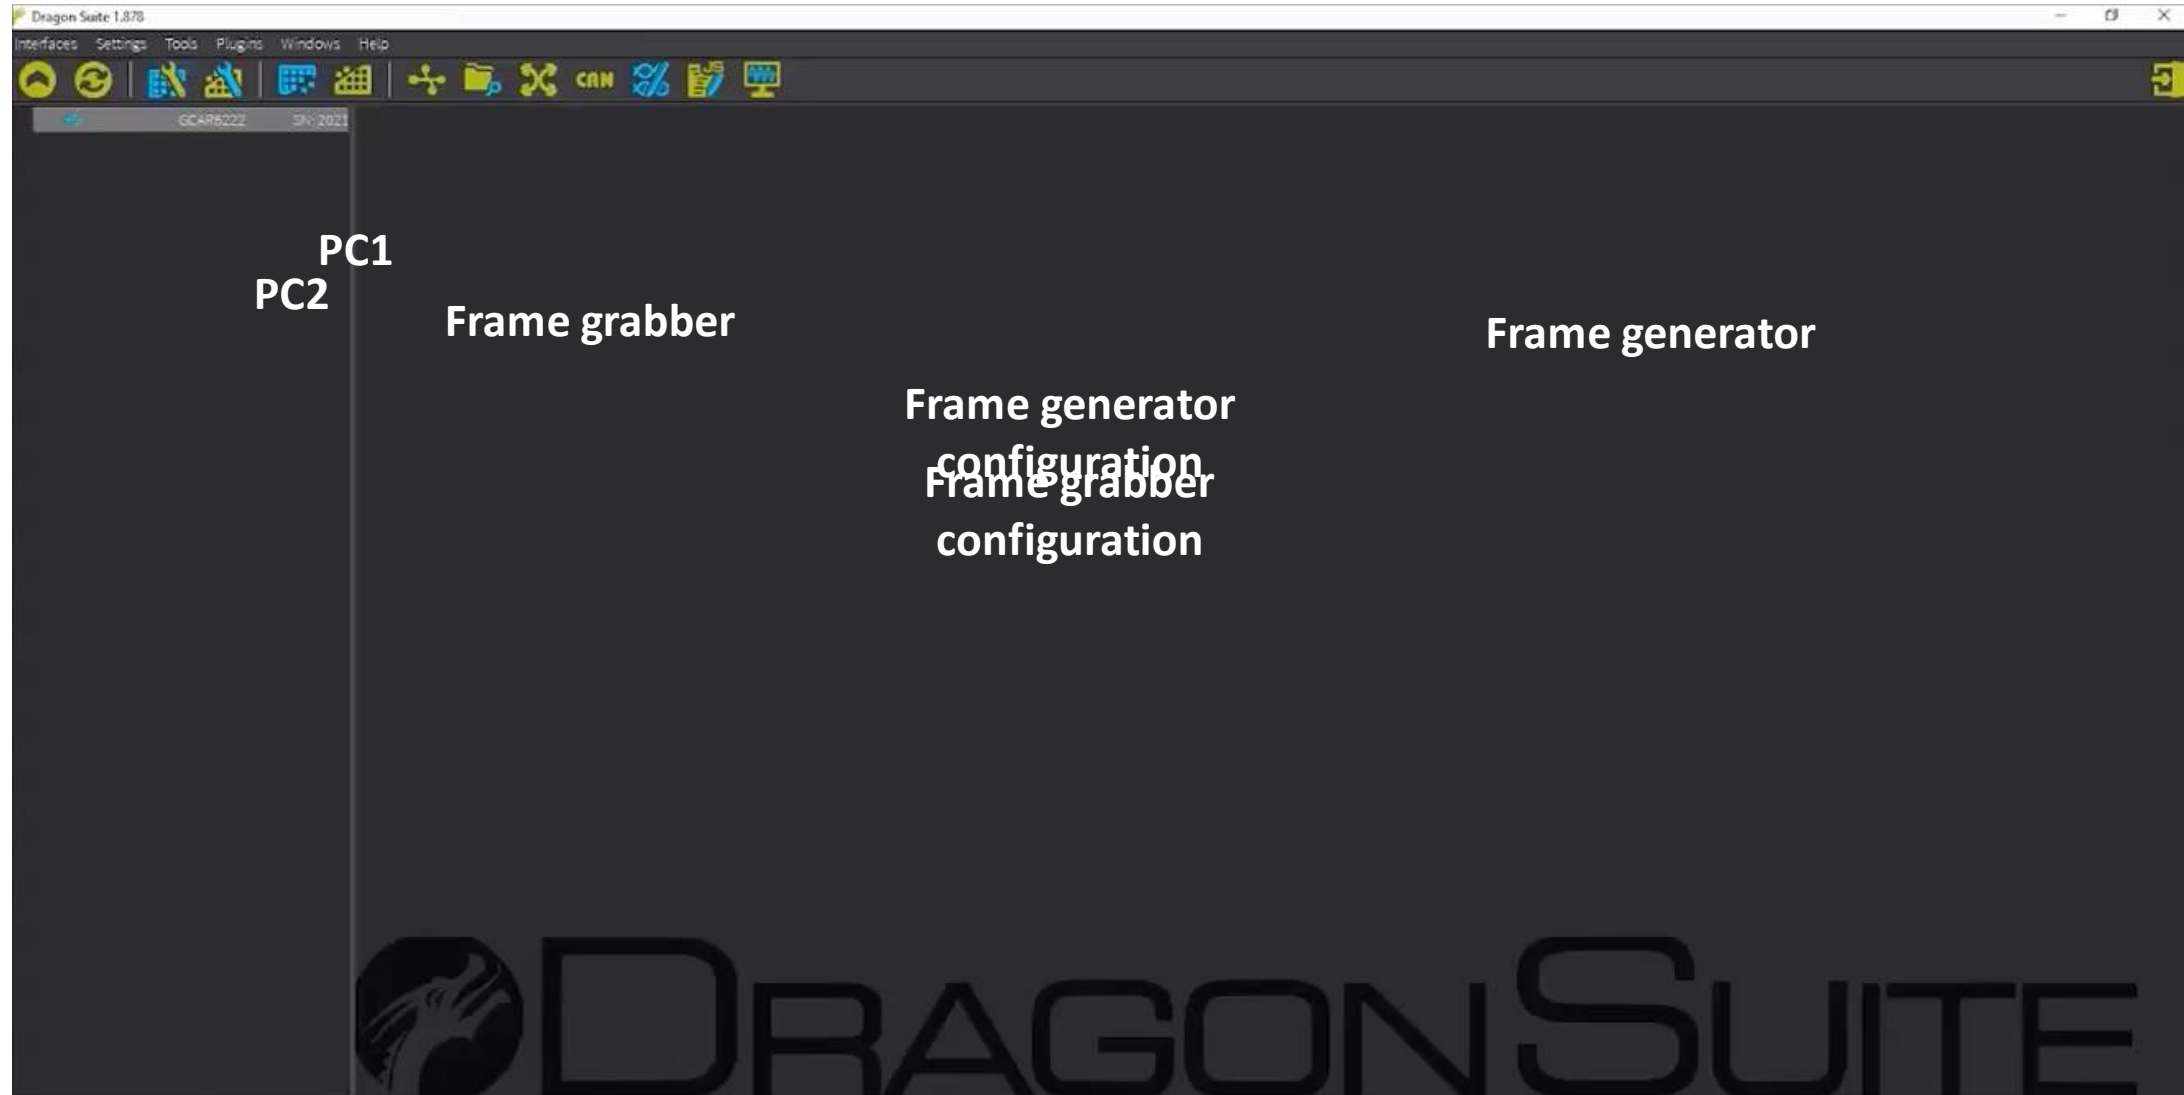 Dragon Suite 1.878
Interfaces Settings Tools Plugins Windows Help
CAN JS
GCAR6222 SN: 2021
PC1
PC2
Frame grabber
Frame generator
Frame generator
configuration
Frame grabber
configuration
DRAGONSUITE